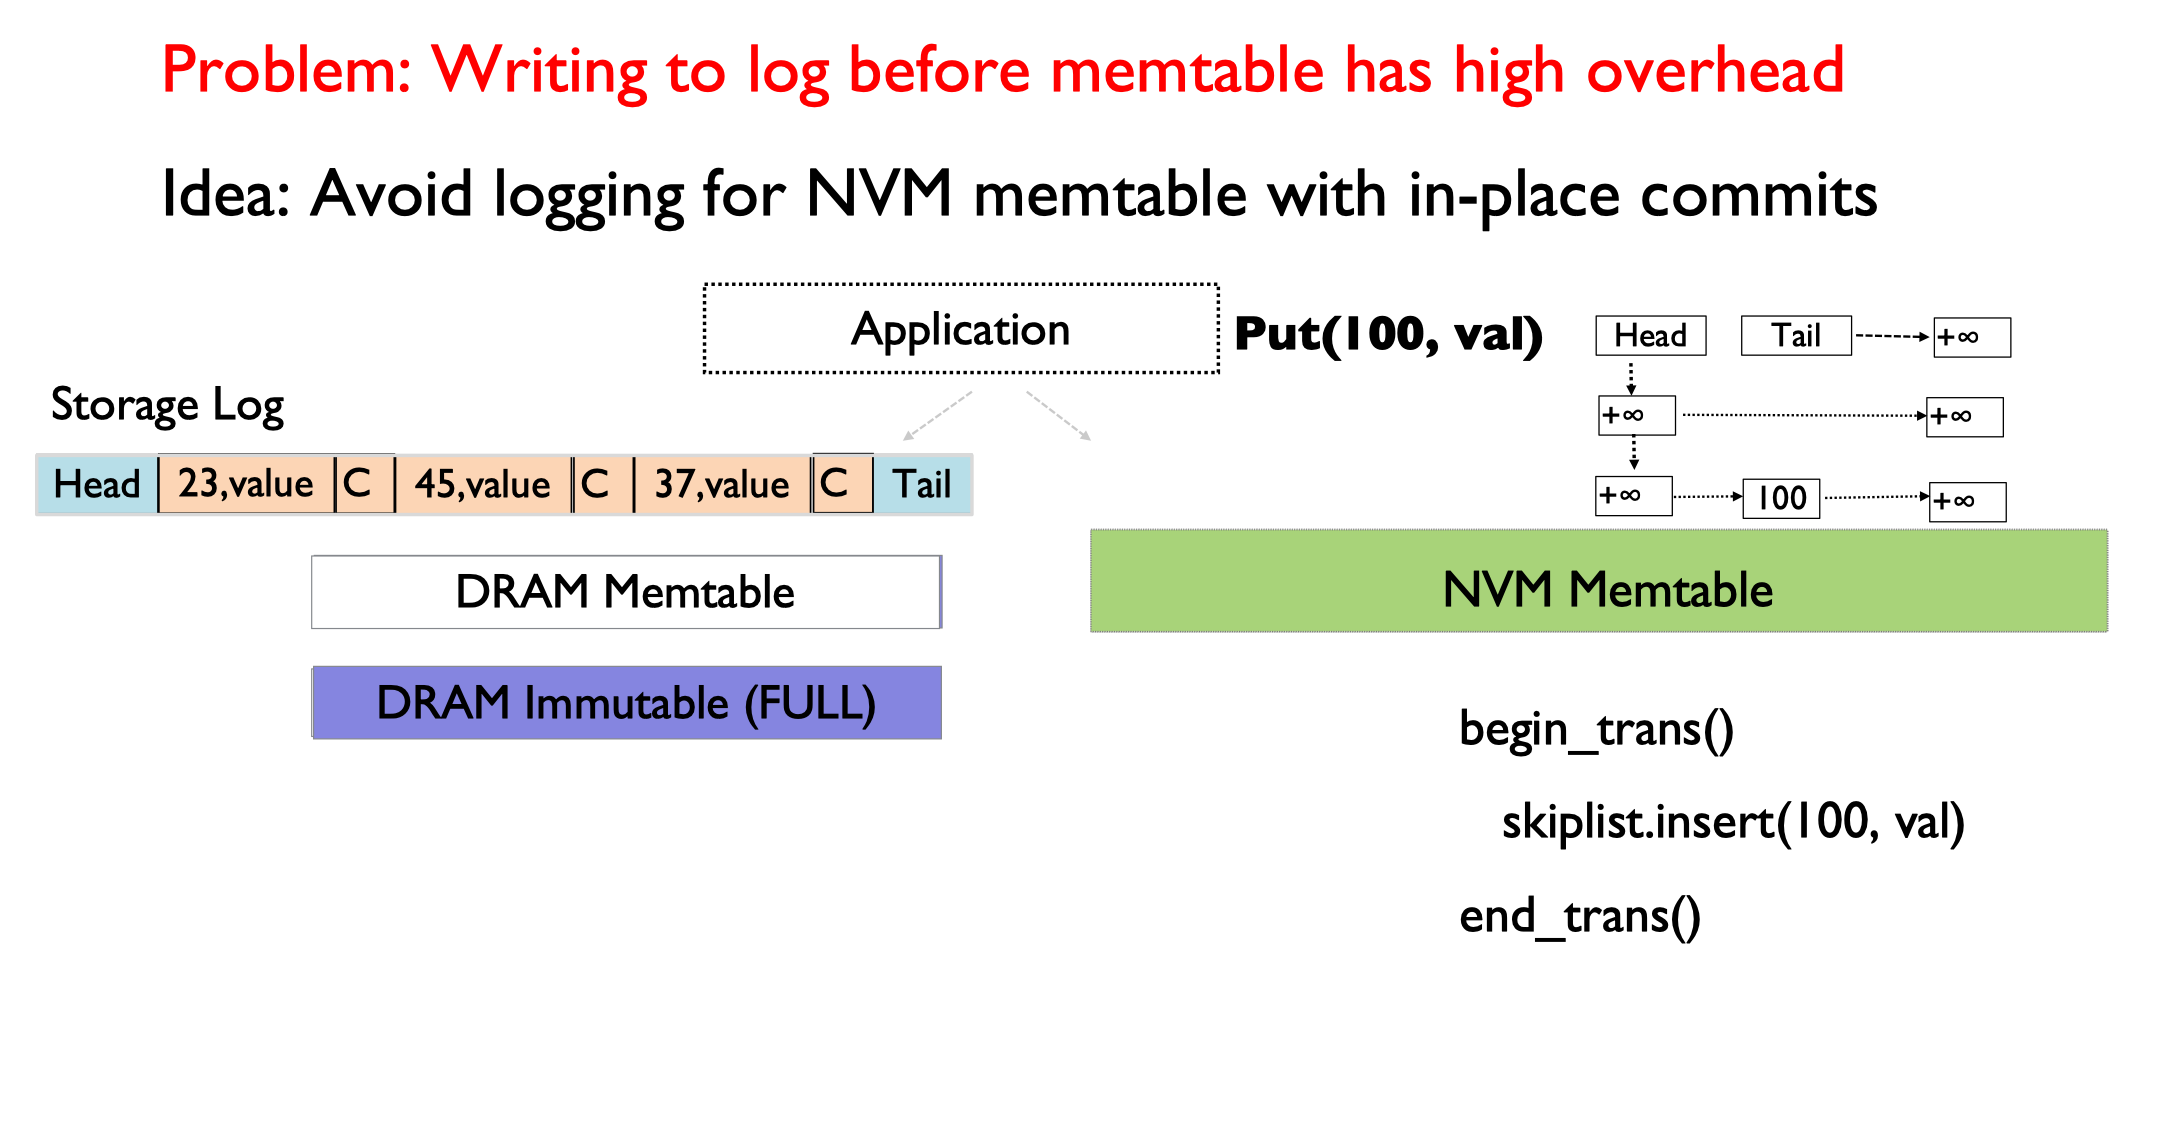 Problem: Writing to log before memtable has high overhead
Idea: Avoid logging for NVM memtable with in-place commits
Application
Put(100, val)
Head
Tail
+∞
+∞
+∞
+∞
100
+∞
Storage Log
Head
23,value
C
45,value
C
37,value
C
Tail
DRAM Memtable
DRAM Immutable (FULL)
NVM Memtable
begin_trans()
skiplist.insert(100, val)
end_trans()